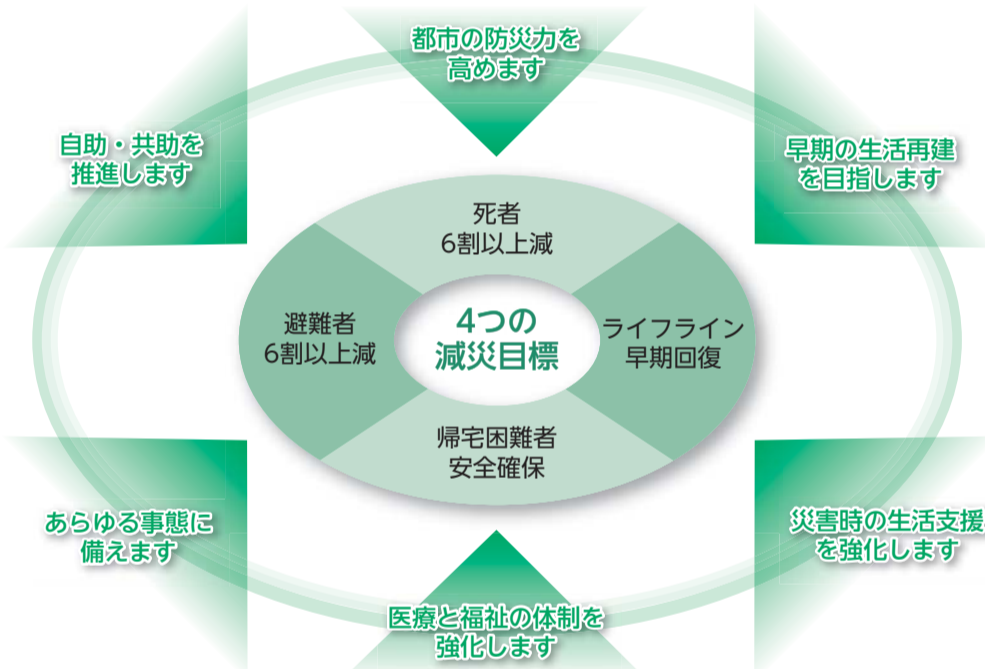 都市の防災力を
高めます
自助・共助を
推進します
早期の生活再建
を目指します
死者
6割以上減
避難者
6割以上減
4つの
減災目標
ライフライン
早期回復
帰宅困難者
安全確保
あらゆる事態に
備えます
災害時の生活支援
を強化します
医療と福祉の体制を
強化します